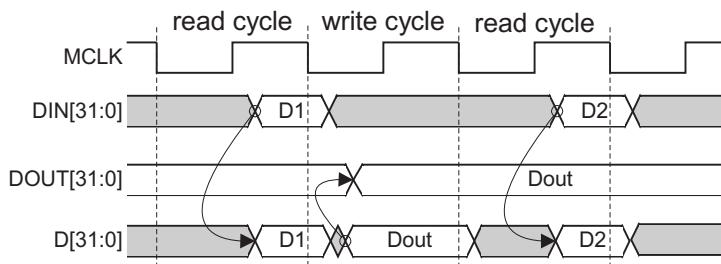 read cycle write cycle read cycle
MCLK
DIN[31:0] D1 D2
DOUT[31:0] Dout
D[31:0] D1 Dout D2